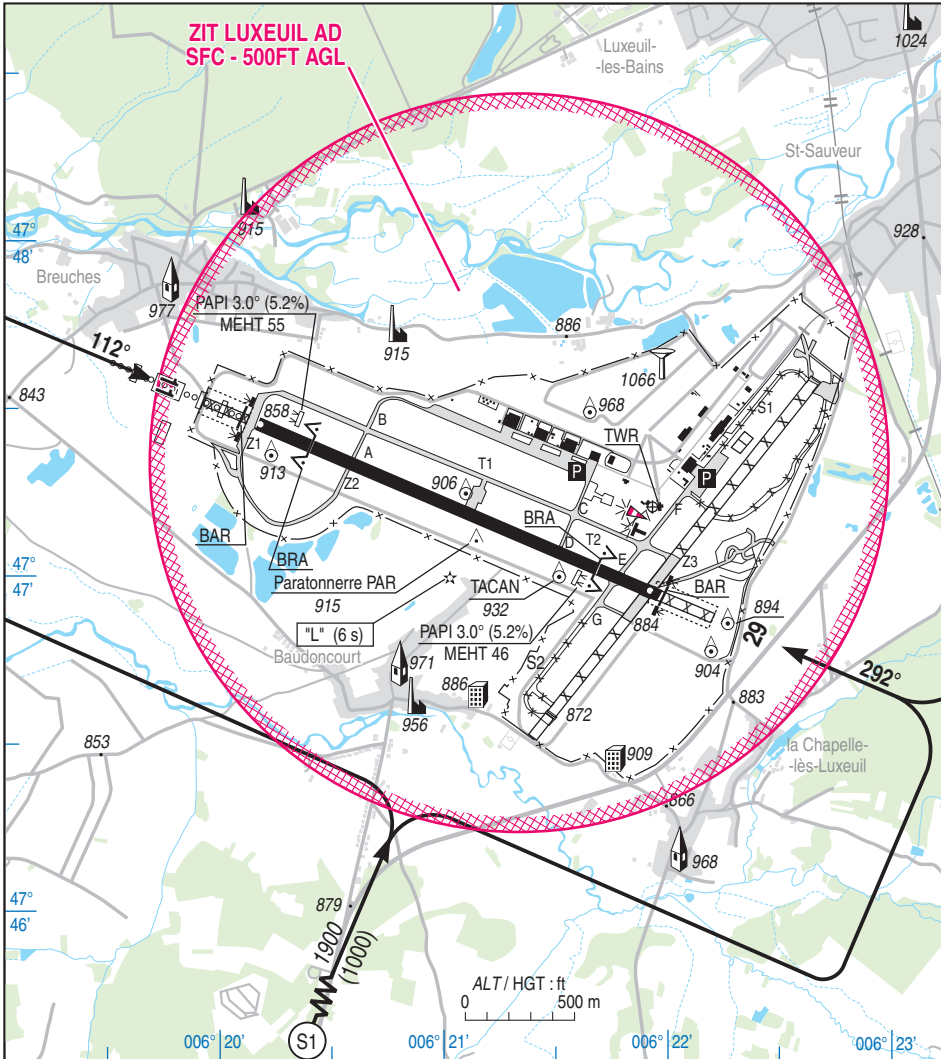 ZIT LUXEUIL AD
SFC - 500FT AGL
Luxeuil-
-les-Bains
1024
St-Sauveur
928
47°
48'
915
Breuches
977
PAPI 3.0° (5.2%)
MEHT 55
915
886
1066
112°
11
843
858
968
S1
B
TWR
Z1
A
913
T1
P
P
Z2
906
C
F
BRA
BAR
BRA
D
T2
E
Z3
47°
47'
Paratonnerre PAR
915
TACAN
932
BAR
894
"L" (6 s)
PAPI 3.0° (5.2%)
MEHT 46
G
884
29
904
Baudoncourt
971
S2
292°
886
883
956
872
853
909
la Chapelle-
-lès-Luxeuil
866
968
879
47°
46'
1900
(1000)
ALT / HGT : ft
0 500 m
S1
006° 20'
006° 21'
006° 22'
006° 23'